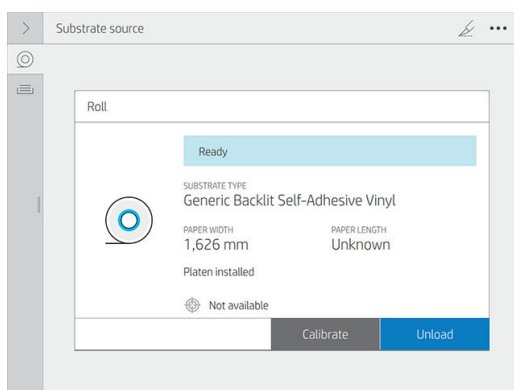 Substrate source
Roll
Ready
SUBSTRATE TYPE
Generic Backlit Self-Adhesive Vinyl
PAPER WIDTH PAPER LENGTH
1,626 mm Unknown
Platen installed
Not available
Calibrate Unload